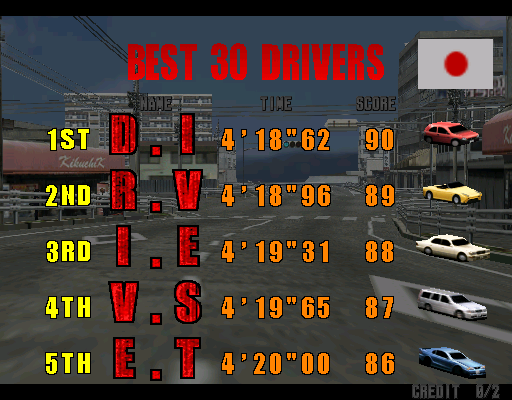 BEST 30 DRIVERS
NAME TIME SCORE
1ST D.I 4'18"62 90
KikuchiK
2ND R.V 4'18"96 89
3RD I.E 4'19"31 88
4TH V.S 4'19"65 87
5TH E.T 4'20"00 86
CREDIT 0/2